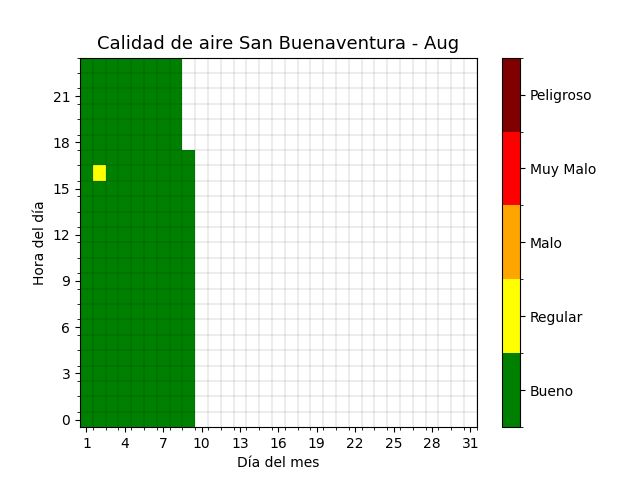 Calidad de aire San Buenaventura - Aug
Hora del día
21
18
15
12
9
6
3
0
1 4 7 10 13 16 19 22 25 28 31
Día del mes
Peligroso
Muy Malo
Malo
Regular
Bueno